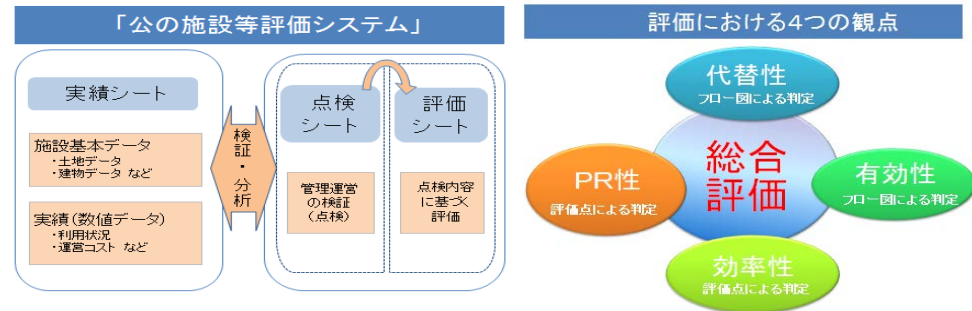 「公の施設等評価システム」
実績シート
施設基本データ
・土地データ
・建物データ など
実績(数値データ)
・利用状況
・運営コスト など
検証・分析
点検
シート
評価
シート
管理運営
の検証
(点検)
点検内容
に基づく
評価
評価における4つの観点
代替性
フロー図による判定
PR性
評価点による判定
総合
評価
有効性
フロー図による判定
効率性
評価点による判定